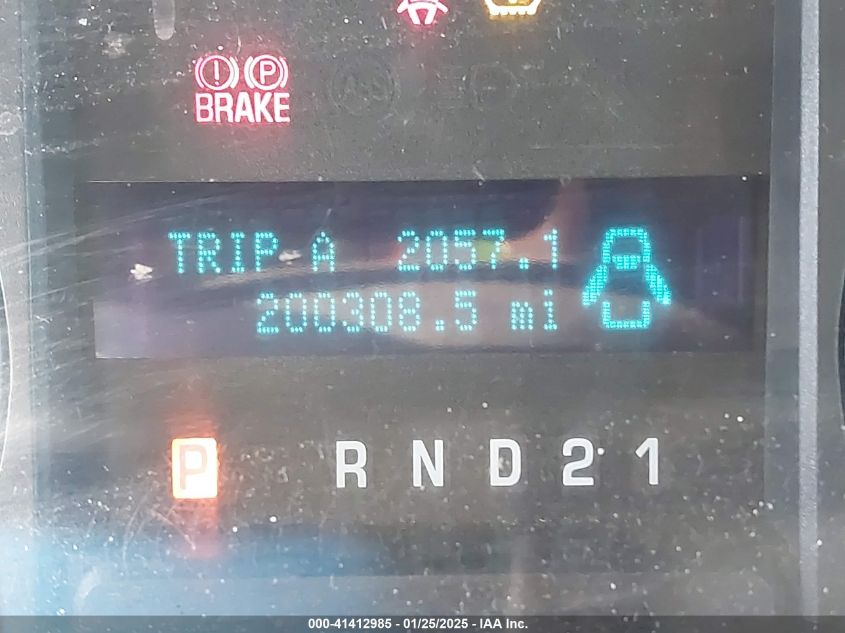 (!) (P)
BRAKE
TRIP A 2057.1
200308.5 mi
P R N D 2 1
000-41412985 - 01/25/2025 - IAA Inc.